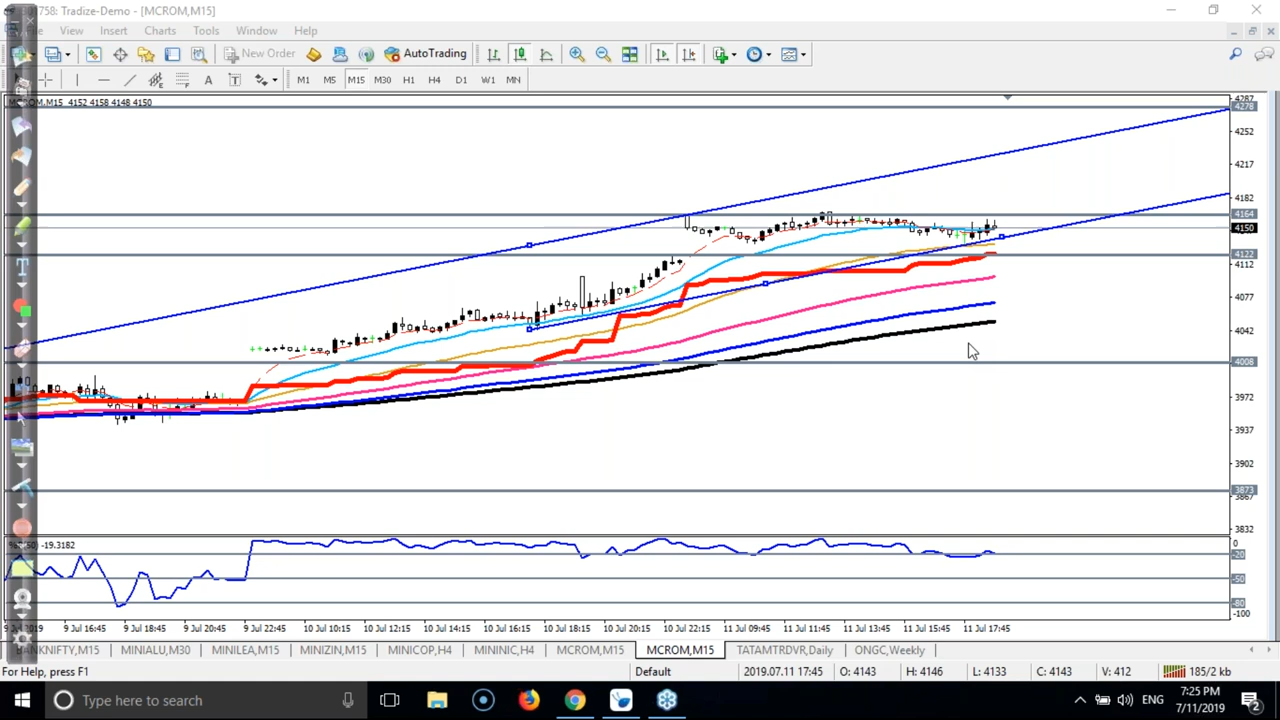 1758: Tradize-Demo - [MCROM,M15]
View Insert Charts Tools Window Help
New Order AutoTrading
A T M1 M5 M15 M30 H1 H4 D1 W1 MN
MCROM,M15 4152 4158 4148 4150
4287
4278
4252
4217
4182
4164
4150
4122
4112
4077
4042
4008
3972
3937
3902
3873
3867
3832
-19.3182
0
-20
-50
-80
-100
2019 9 Jul 16:45 9 Jul 18:45 9 Jul 20:45 9 Jul 22:45 10 Jul 10:15 10 Jul 12:15 10 Jul 14:15 10 Jul 16:15 10 Jul 18:15 10 Jul 20:15 10 Jul 22:15 11 Jul 09:45 11 Jul 11:45 11 Jul 13:45 11 Jul 15:45 11 Jul 17:45
BANKNIFTY,M15 MINIALU,M30 MINILEA,M15 MINIZIN,M15 MINICOP,H4 MININIC,H4 MCROM,M15 MCROM,M15 TATAMTRDVR,Daily ONGC,Weekly
For Help, press F1 Default 2019.07.11 17:45 O: 4143 H: 4146 L: 4133 C: 4143 V: 412 185/2 kb
Type here to search ENG 7:25 PM
7/11/2019 2